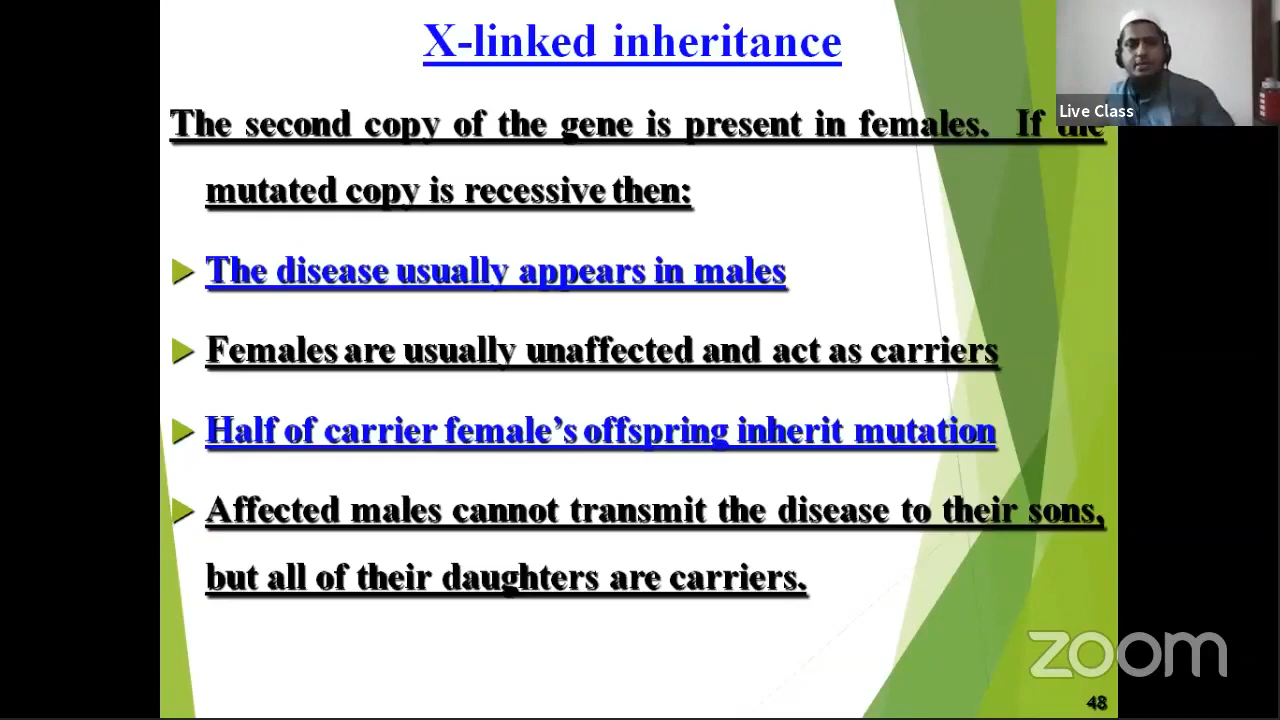 X-linked inheritance
Live Class
The second copy of the gene is present in females. If the
mutated copy is recessive then:
The disease usually appears in males
Females are usually unaffected and act as carriers
Half of carrier female's offspring inherit mutation
Affected males cannot transmit the disease to their sons,
but all of their daughters are carriers.
zoom
48